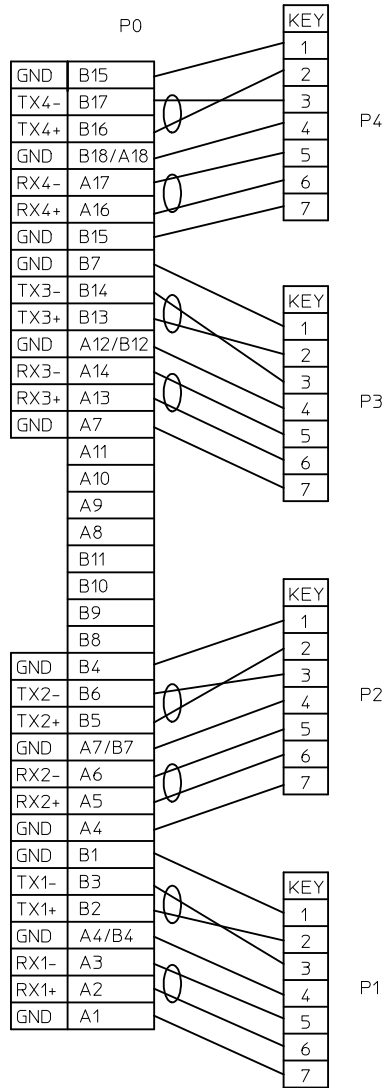 P0
GND B15
TX4- B17
TX4+ B16
GND B18/A18
RX4- A17
RX4+ A16
GND B15
GND B7
TX3- B14
TX3+ B13
GND A12/B12
RX3- A14
RX3+ A13
GND A7
A11
A10
A9
A8
B11
B10
B9
B8
GND B4
TX2- B6
TX2+ B5
GND A7/B7
RX2- A6
RX2+ A5
GND A4
GND B1
TX1- B3
TX1+ B2
GND A4/B4
RX1- A3
RX1+ A2
GND A1
KEY
1
2
3
4
5
6
7
P4
KEY
1
2
3
4
5
6
7
P3
KEY
1
2
3
4
5
6
7
P2
KEY
1
2
3
4
5
6
7
P1